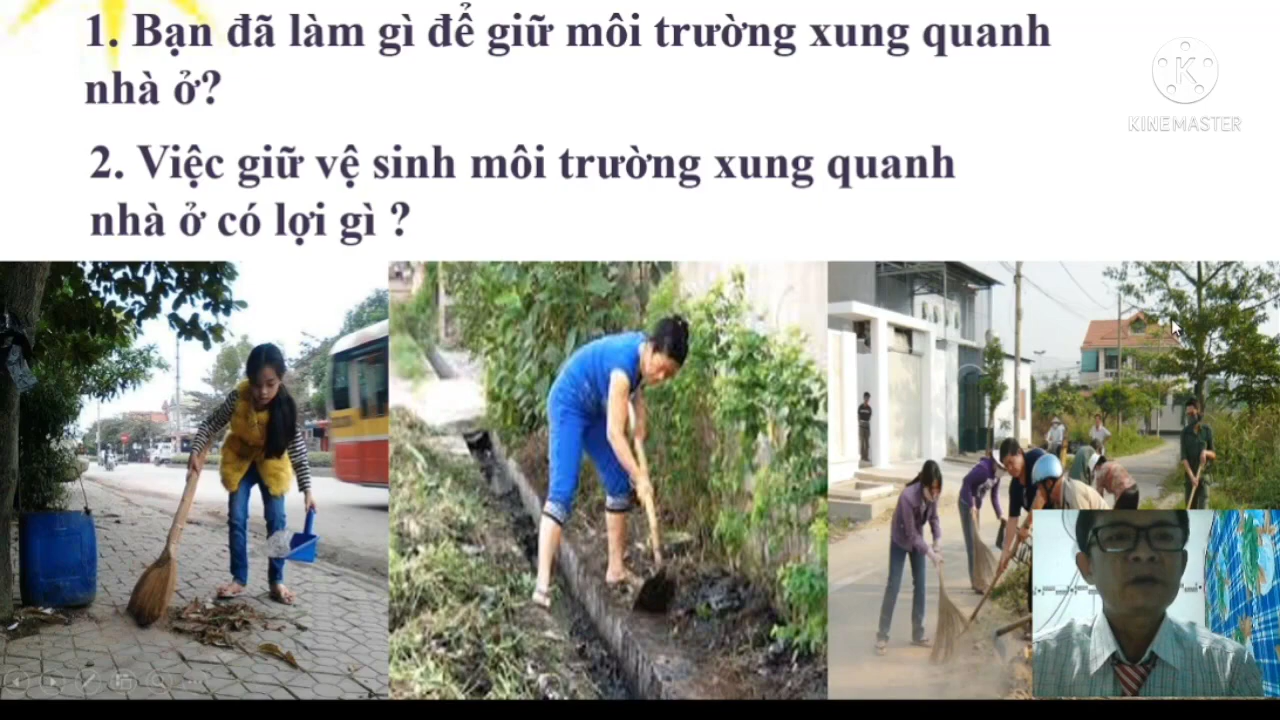 1. Bạn đã làm gì để giữ môi trường xung quanh
nhà ở?
2. Việc giữ vệ sinh môi trường xung quanh
nhà ở có lợi gì ?
K
KINEMASTER